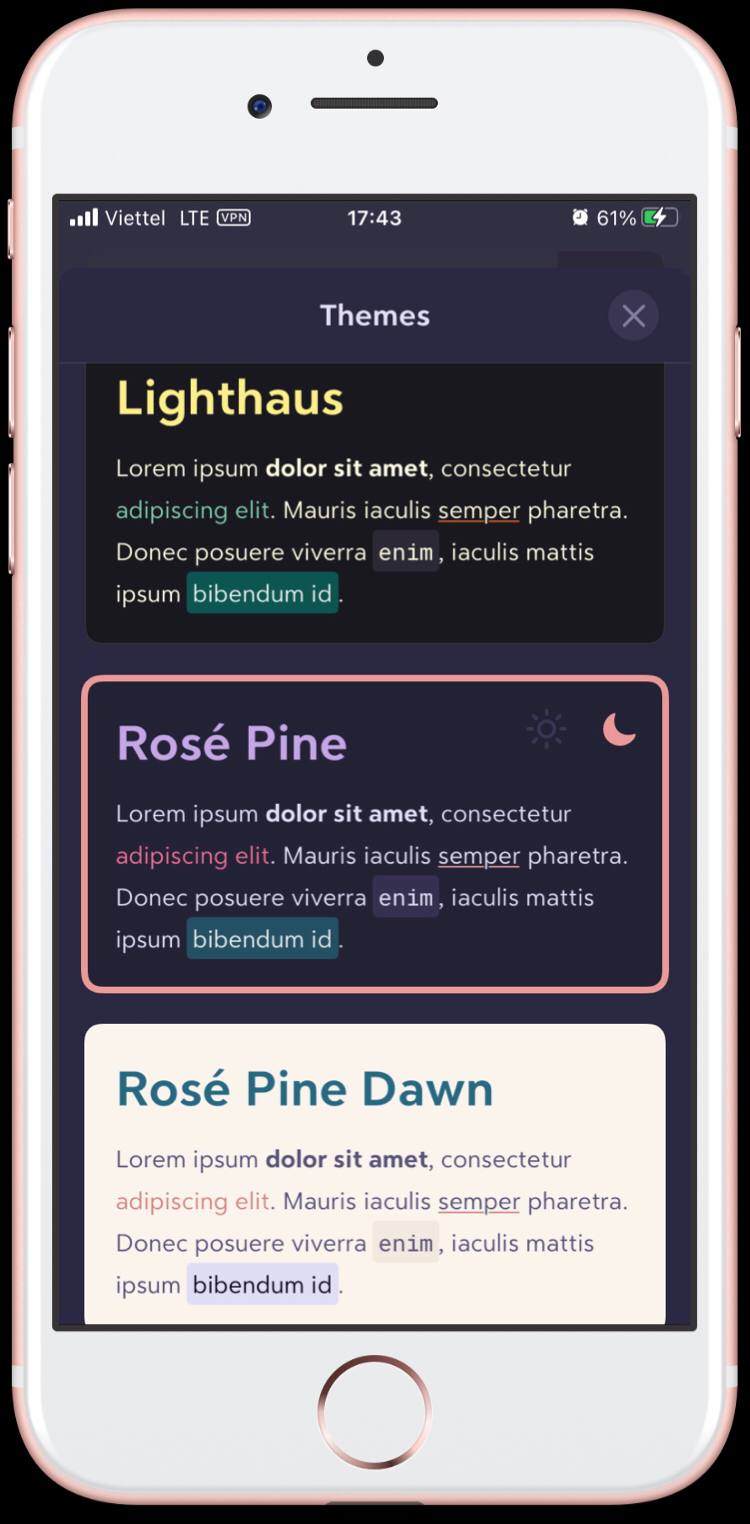 Viettel LTE VPN 17:43 61%
Themes
Lighthaus
Lorem ipsum dolor sit amet, consectetur
adipiscing elit. Mauris iaculis semper pharetra.
Donec posuere viverra enim, iaculis mattis
ipsum bibendum id.
Rosé Pine
Lorem ipsum dolor sit amet, consectetur
adipiscing elit. Mauris iaculis semper pharetra.
Donec posuere viverra enim, iaculis mattis
ipsum bibendum id.
Rosé Pine Dawn
Lorem ipsum dolor sit amet, consectetur
adipiscing elit. Mauris iaculis semper pharetra.
Donec posuere viverra enim, iaculis mattis
ipsum bibendum id.